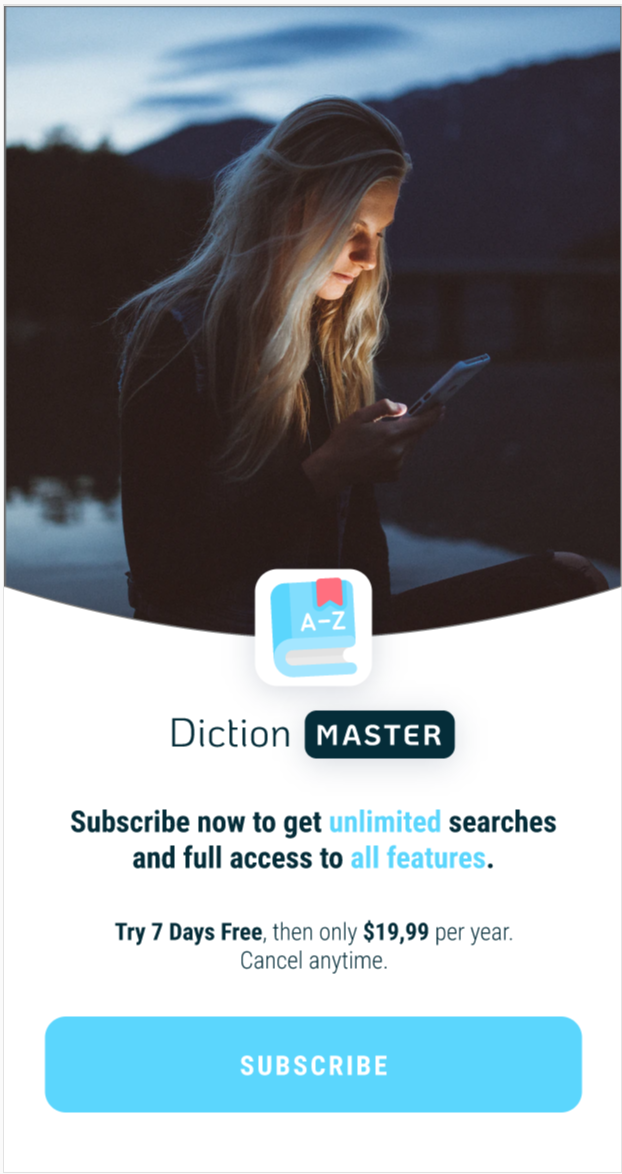 A-Z
Diction MASTER
Subscribe now to get unlimited searches
and full access to all features.
Try 7 Days Free, then only $19,99 per year.
Cancel anytime.
SUBSCRIBE